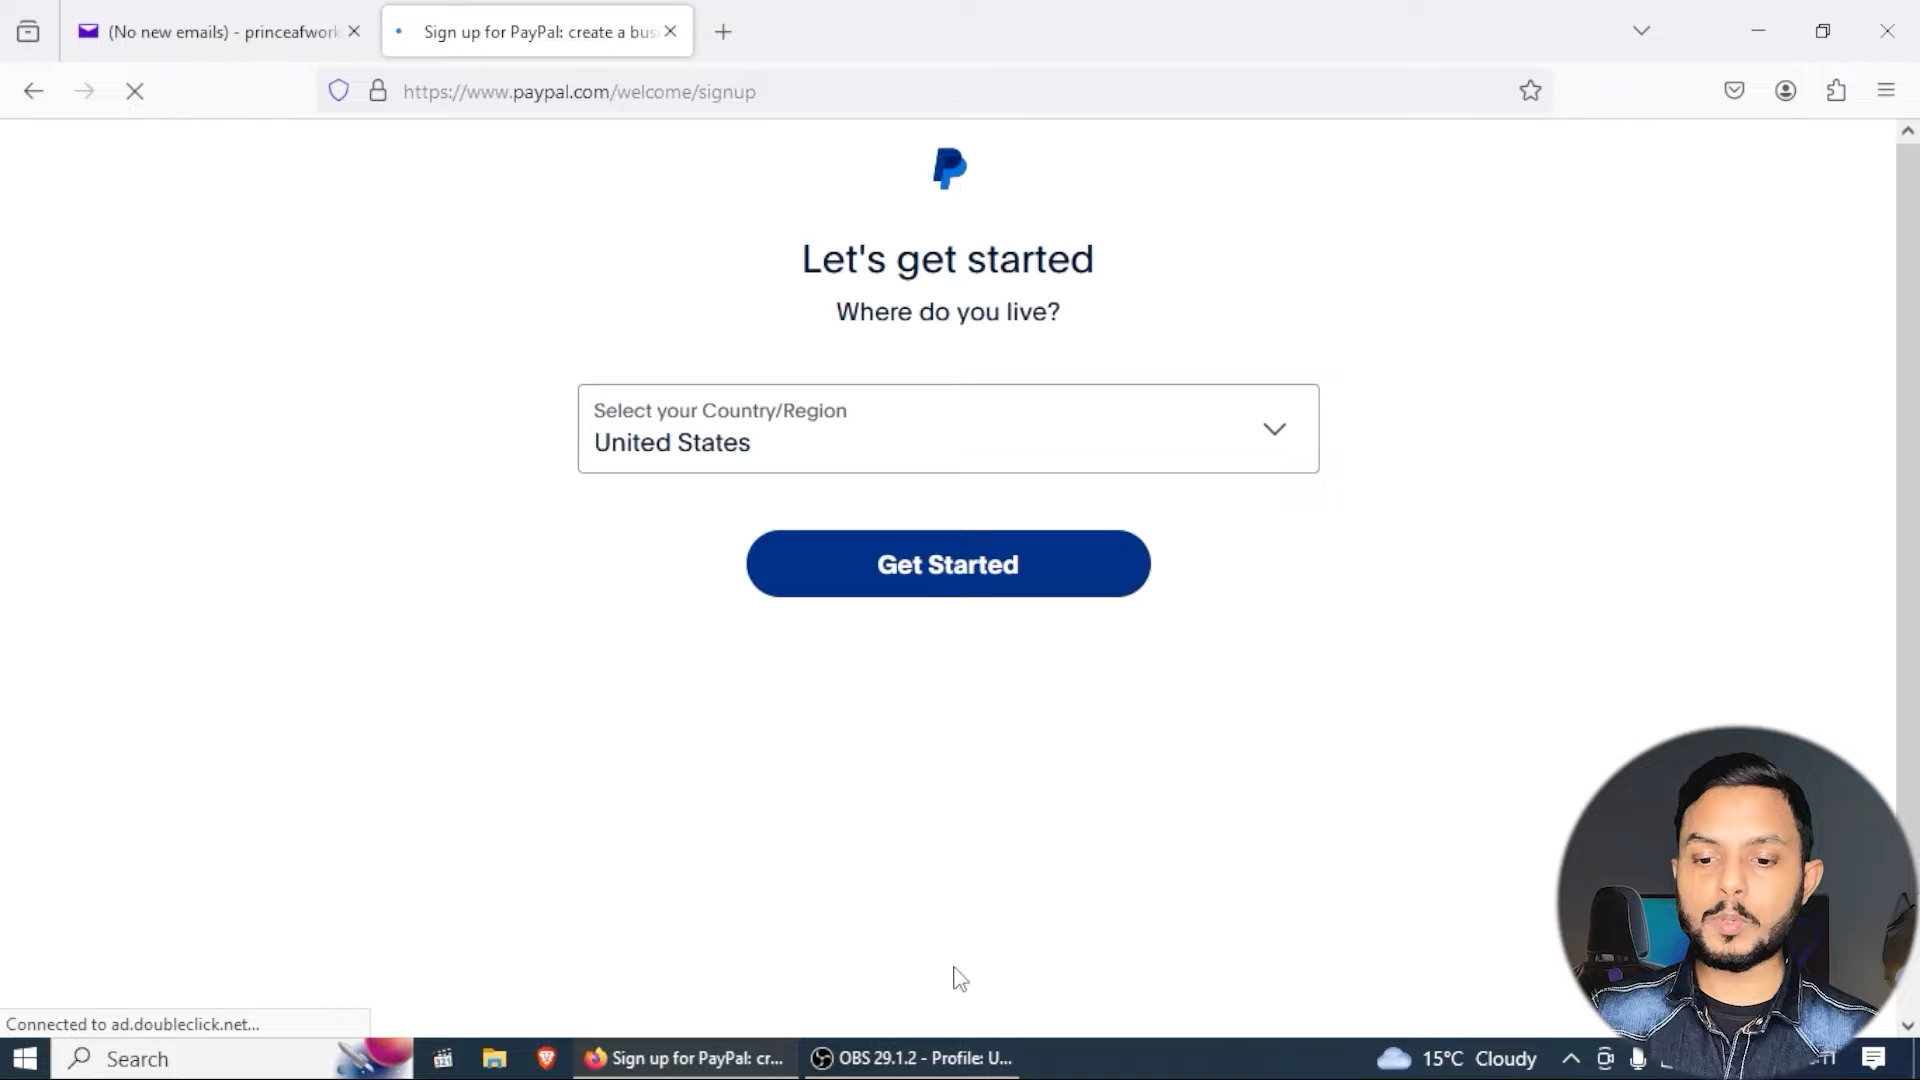 (No new emails) - princeafwork
Sign up for PayPal: create a bus
https://www.paypal.com/welcome/signup
Let's get started
Where do you live?
Select your Country/Region
United States
Get Started
Connected to ad.doubleclick.net...
Search
Sign up for PayPal: cr...
OBS 29.1.2 - Profile: U...
15°C Cloudy